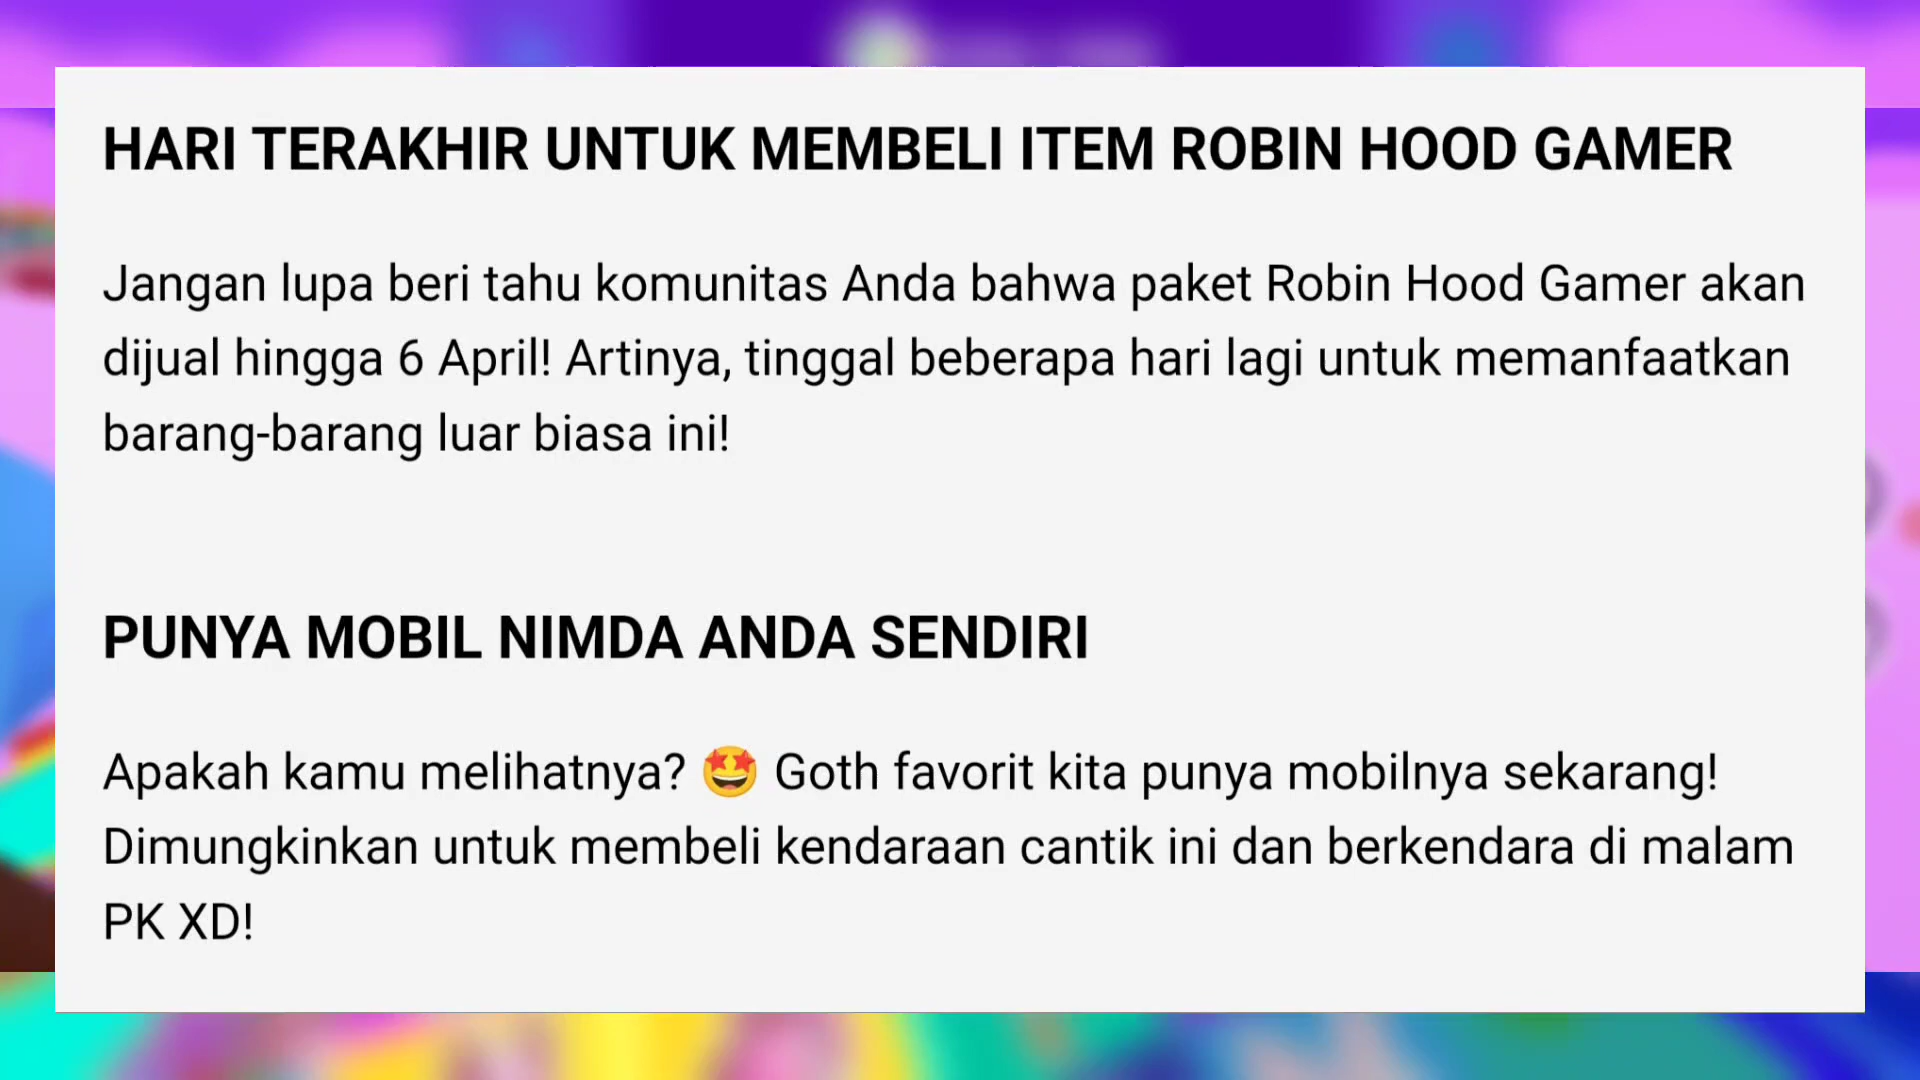 HARI TERAKHIR UNTUK MEMBELI ITEM ROBIN HOOD GAMER
Jangan lupa beri tahu komunitas Anda bahwa paket Robin Hood Gamer akan
dijual hingga 6 April! Artinya, tinggal beberapa hari lagi untuk memanfaatkan
barang-barang luar biasa ini!
PUNYA MOBIL NIMDA ANDA SENDIRI
Apakah kamu melihatnya? 🤩 Goth favorit kita punya mobilnya sekarang!
Dimungkinkan untuk membeli kendaraan cantik ini dan berkendara di malam
PK XD!